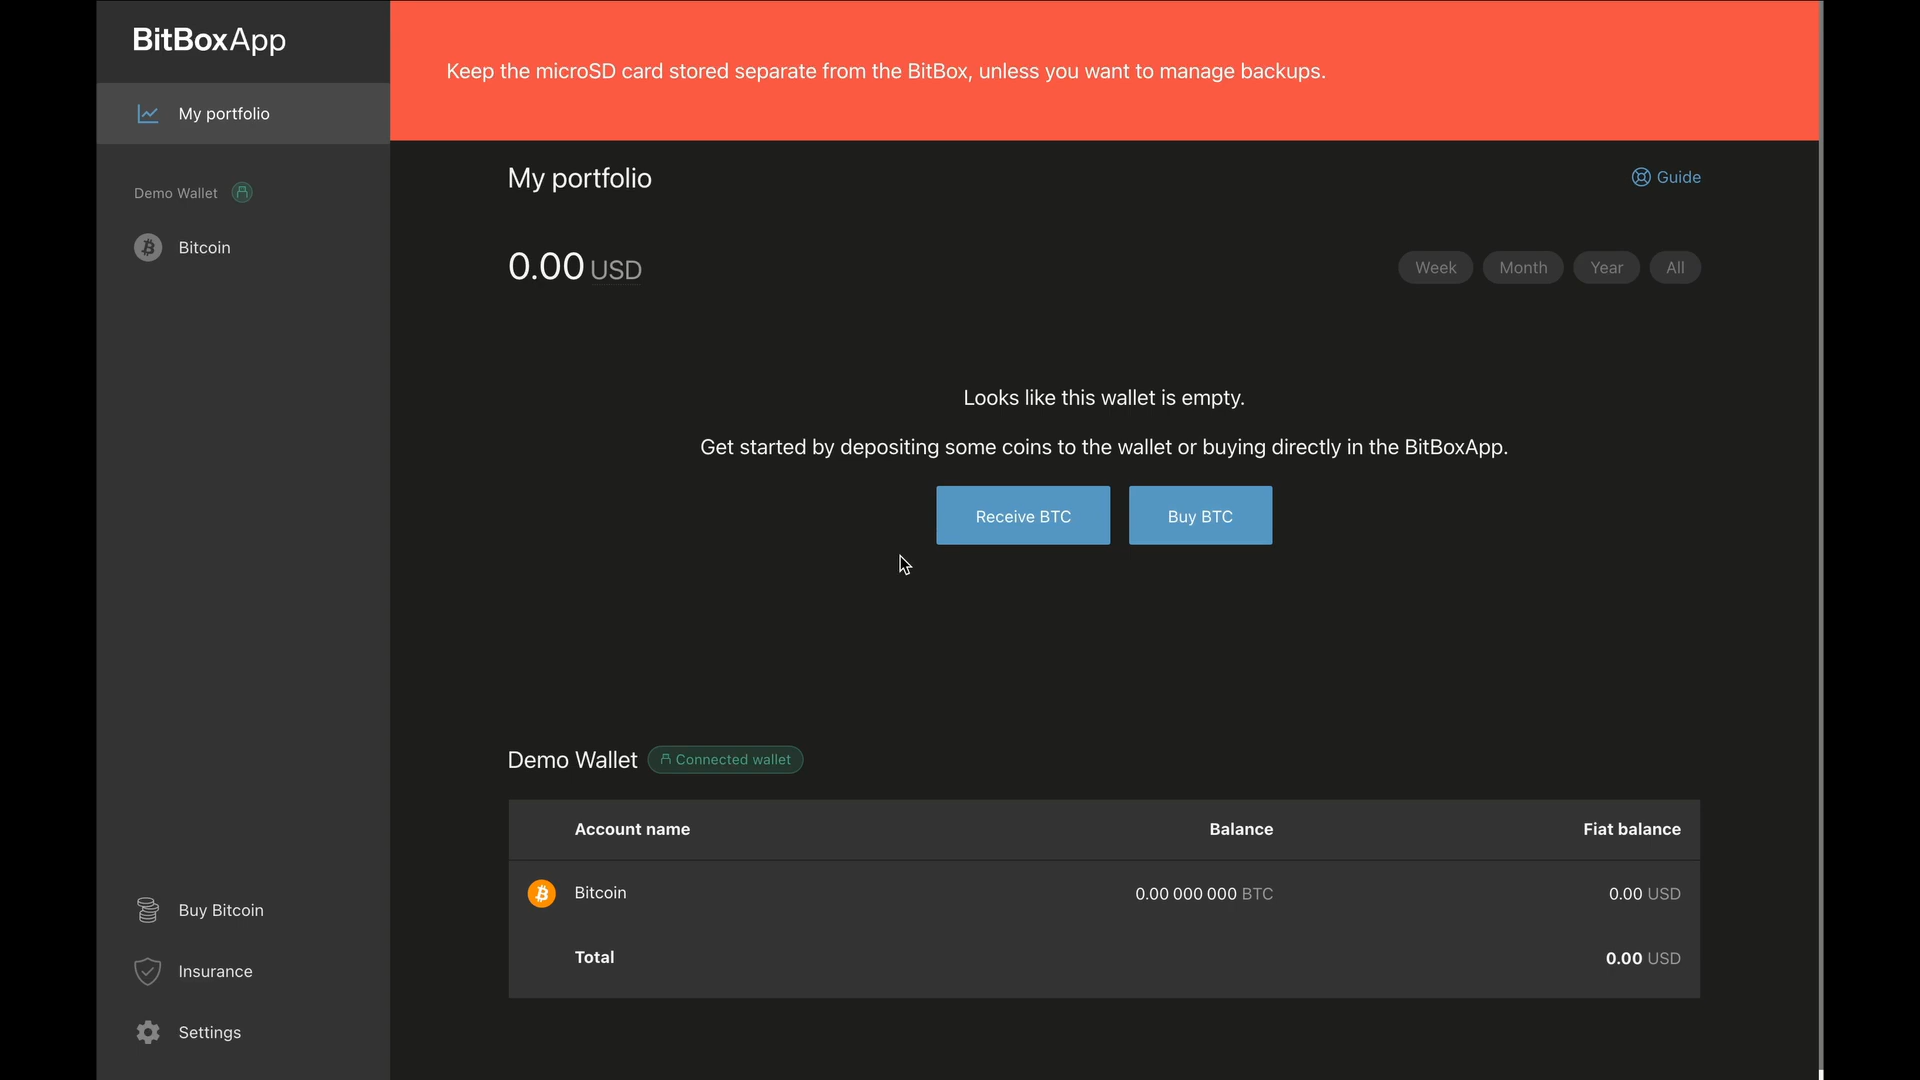 BitBoxApp
My portfolio
Demo Wallet
Bitcoin
Buy Bitcoin
Insurance
Settings
Keep the microSD card stored separate from the BitBox, unless you want to manage backups.
My portfolio
Guide
0.00 USD
Week Month Year All
Looks like this wallet is empty.
Get started by depositing some coins to the wallet or buying directly in the BitBoxApp.
Receive BTC Buy BTC
Demo Wallet Connected wallet
Account name Balance Fiat balance
Bitcoin 0.00 000 000 BTC 0.00 USD
Total 0.00 USD